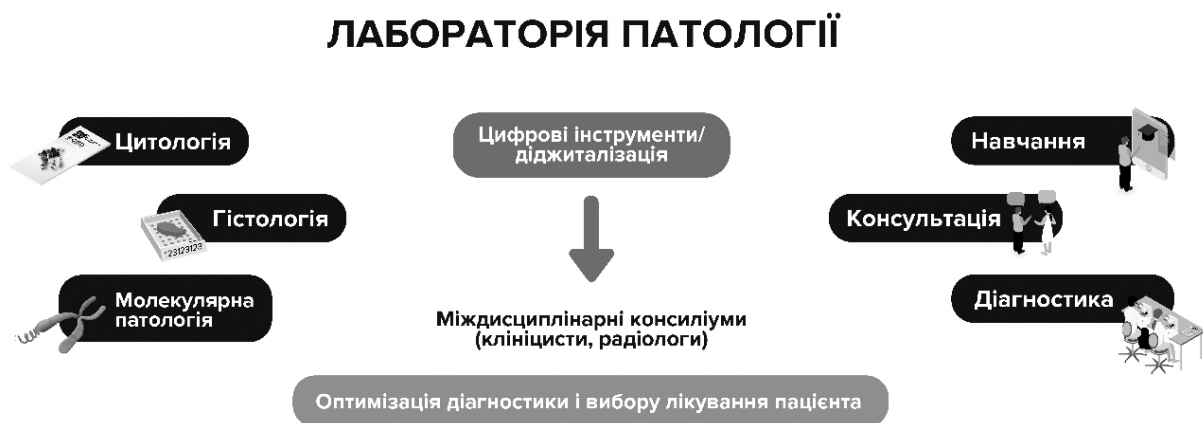 ЛАБОРАТОРІЯ ПАТОЛОГІЇ
Цитологія
Гістологія
*23123123
Молекулярна
патологія
Цифрові інструменти/
діджиталізація
Міждисциплінарні консиліуми
(клініцисти, радіологи)
Оптимізація діагностики і вибору лікування пацієнта
Навчання
Консультація
Діагностика